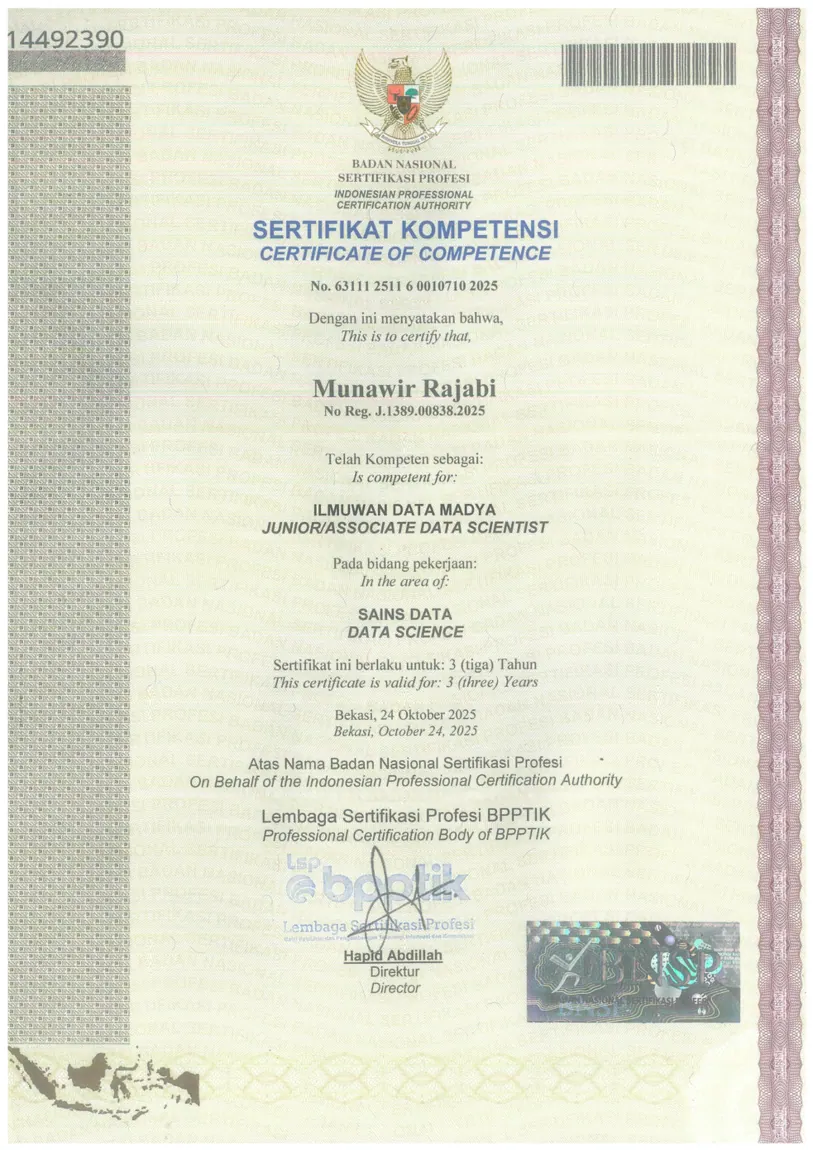 14492390
BADAN NASIONAL
SERTIFIKASI PROFESI
INDONESIAN PROFESSIONAL
CERTIFICATION AUTHORITY
SERTIFIKAT KOMPETENSI
CERTIFICATE OF COMPETENCE
No. 63111 2511 6 0010710 2025
Dengan ini menyatakan bahwa,
This is to certify that,
Munawir Rajabi
No Reg. J.1389.00838.2025
Telah Kompeten sebagai:
Is competent for:
ILMUWAN DATA MADYA
JUNIOR/ASSOCIATE DATA SCIENTIST
Pada bidang pekerjaan:
In the area of:
SAINS DATA
DATA SCIENCE
Sertifikat ini berlaku untuk: 3 (tiga) Tahun
This certificate is valid for: 3 (three) Years
Bekasi, 24 Oktober 2025
Bekasi, October 24, 2025
Atas Nama Badan Nasional Sertifikasi Profesi
On Behalf of the Indonesian Professional Certification Authority
Lembaga Sertifikasi Profesi BPPTIK
Professional Certification Body of BPPTIK
Lsp
bpptik
Lembaga Sertifikasi Profesi
Hapid Abdillah
Direktur
Director
BNSP
BADAN NASIONAL SERTIFIKASI PROFESI